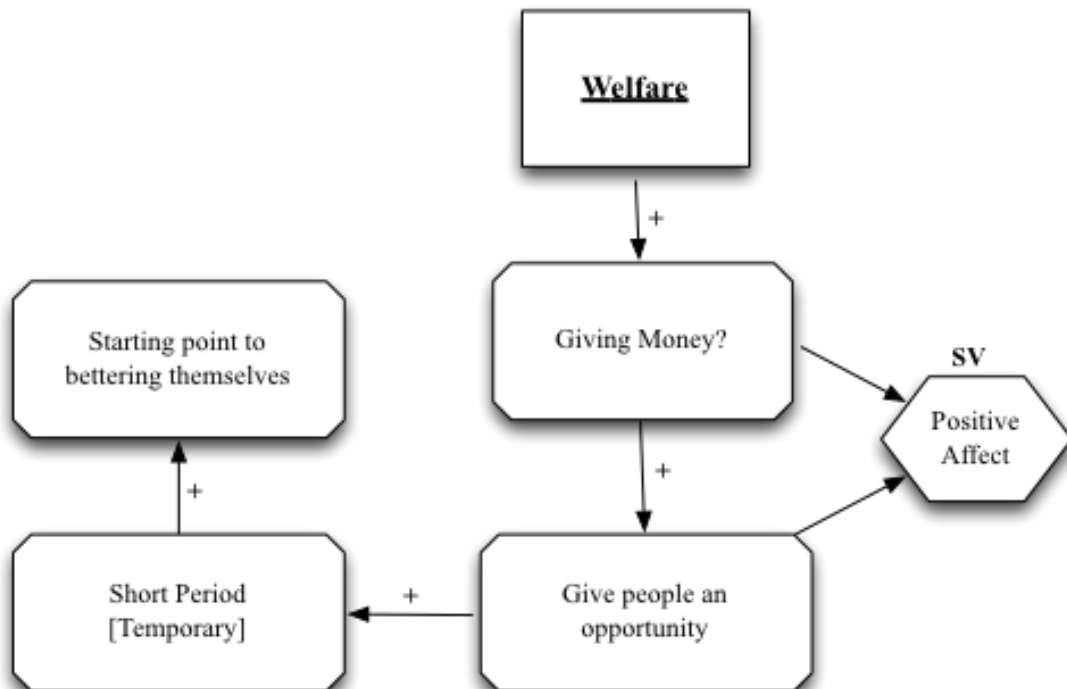 Welfare
+
Giving Money?
Starting point to
bettering themselves
SV
Positive
Affect
+
+
Short Period
[Temporary]
+
Give people an
opportunity